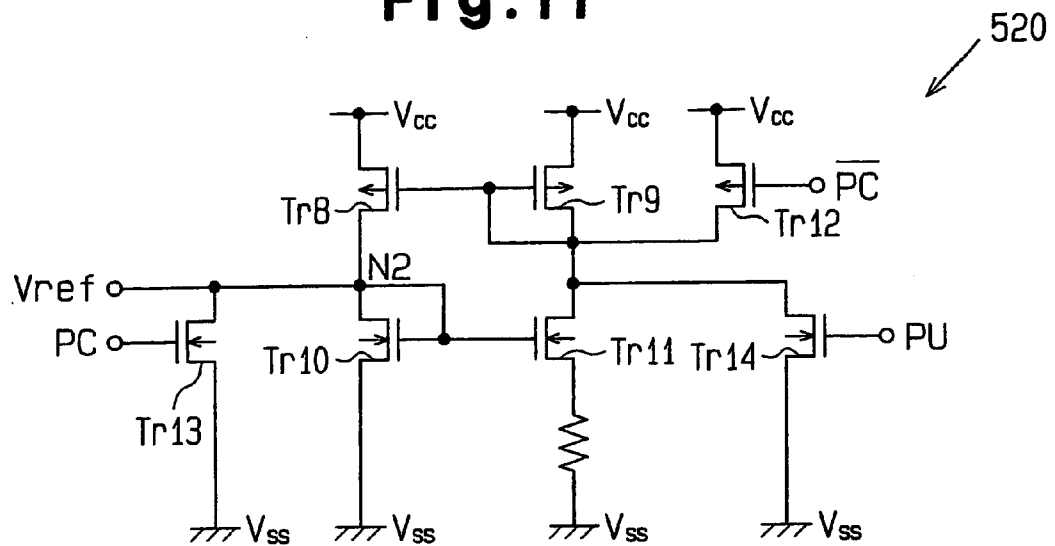 Fig. 11
520
Vcc Vcc Vcc
Tr8 Tr9 P̅C̅
Tr12
Vref N2
PC Tr10 Tr11 Tr14 PU
Tr13
Vss Vss Vss Vss